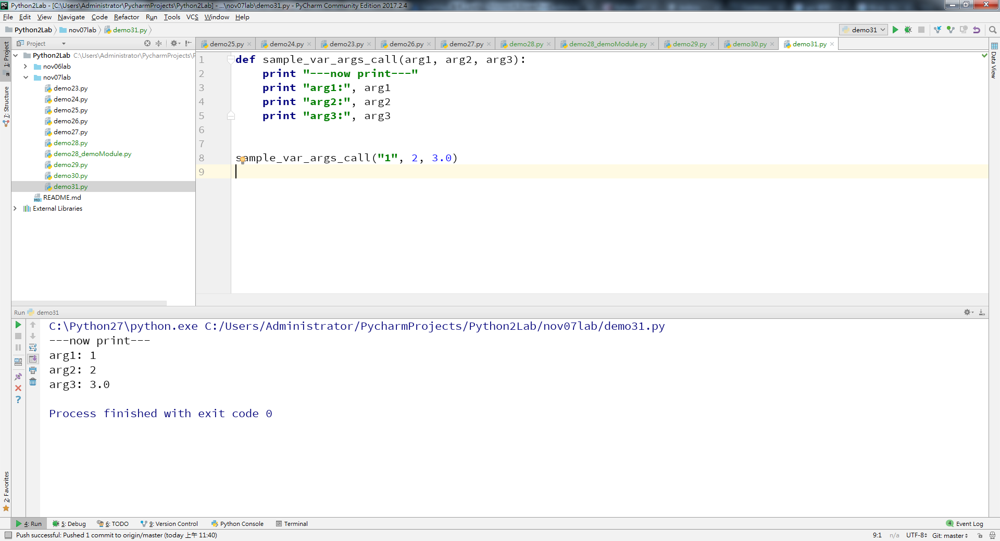 Python2Lab - [C:\Users\Administrator\PycharmProjects\Python2Lab] - ...\nov07lab\demo31.py - PyCharm Community Edition 2017.2.4
File Edit View Navigate Code Refactor Run Tools VCS Window Help
Python2Lab nov07lab demo31.py demo31
Project
demo25.py demo24.py demo23.py demo26.py demo27.py demo28.py demo28_demoModule.py demo29.py demo30.py demo31.py
1: Project
7: Structure
2: Favorites
Data View
Python2Lab C:\Users\Administrator\PycharmProjects\P
nov06lab
nov07lab
demo23.py
demo24.py
demo25.py
demo26.py
demo27.py
demo28.py
demo28_demoModule.py
demo29.py
demo30.py
demo31.py
README.md
External Libraries
1 def sample_var_args_call(arg1, arg2, arg3):
2 print "---now print---"
3 print "arg1:", arg1
4 print "arg2:", arg2
5 print "arg3:", arg3
6
7
8 sample_var_args_call("1", 2, 3.0)
9
Run demo31
C:\Python27\python.exe C:/Users/Administrator/PycharmProjects/Python2Lab/nov07lab/demo31.py
---now print---
arg1: 1
arg2: 2
arg3: 3.0
Process finished with exit code 0
4: Run 5: Debug 6: TODO 9: Version Control Python Console Terminal 4 Event Log
Push successful: Pushed 1 commit to origin/master (today 上午 11:40) 9:1 n/a UTF-8 Git: master